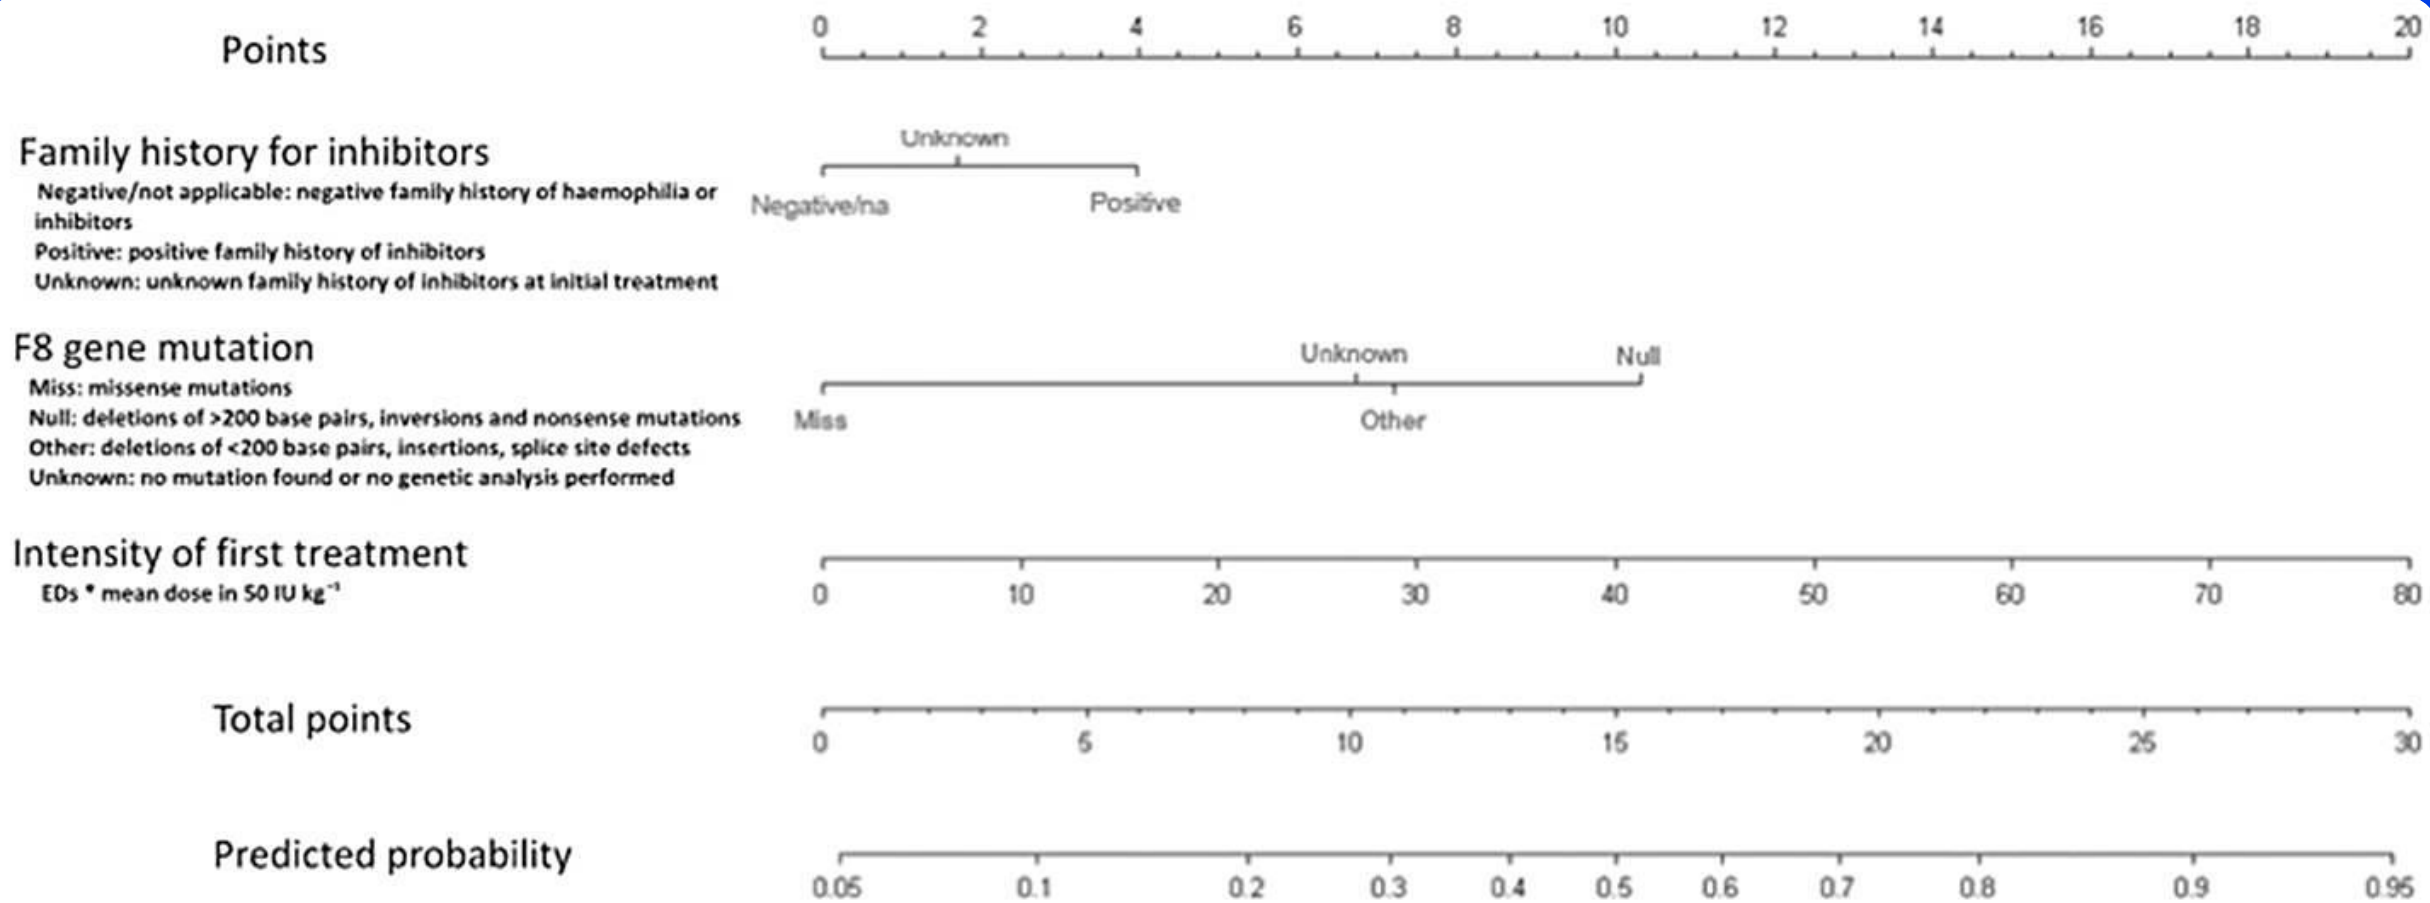 Points
0 2 4 6 8 10 12 14 16 18 20
Family history for inhibitors
Negative/not applicable: negative family history of haemophilia or
inhibitors
Positive: positive family history of inhibitors
Unknown: unknown family history of inhibitors at initial treatment
Unknown
Negative/na Positive
F8 gene mutation
Miss: missense mutations
Null: deletions of >200 base pairs, inversions and nonsense mutations
Other: deletions of <200 base pairs, insertions, splice site defects
Unknown: no mutation found or no genetic analysis performed
Unknown Null
Miss Other
Intensity of first treatment
EDs * mean dose in 50 IU kg⁻¹
0 10 20 30 40 50 60 70 80
Total points
0 5 10 15 20 25 30
Predicted probability
0.05 0.1 0.2 0.3 0.4 0.5 0.6 0.7 0.8 0.9 0.95